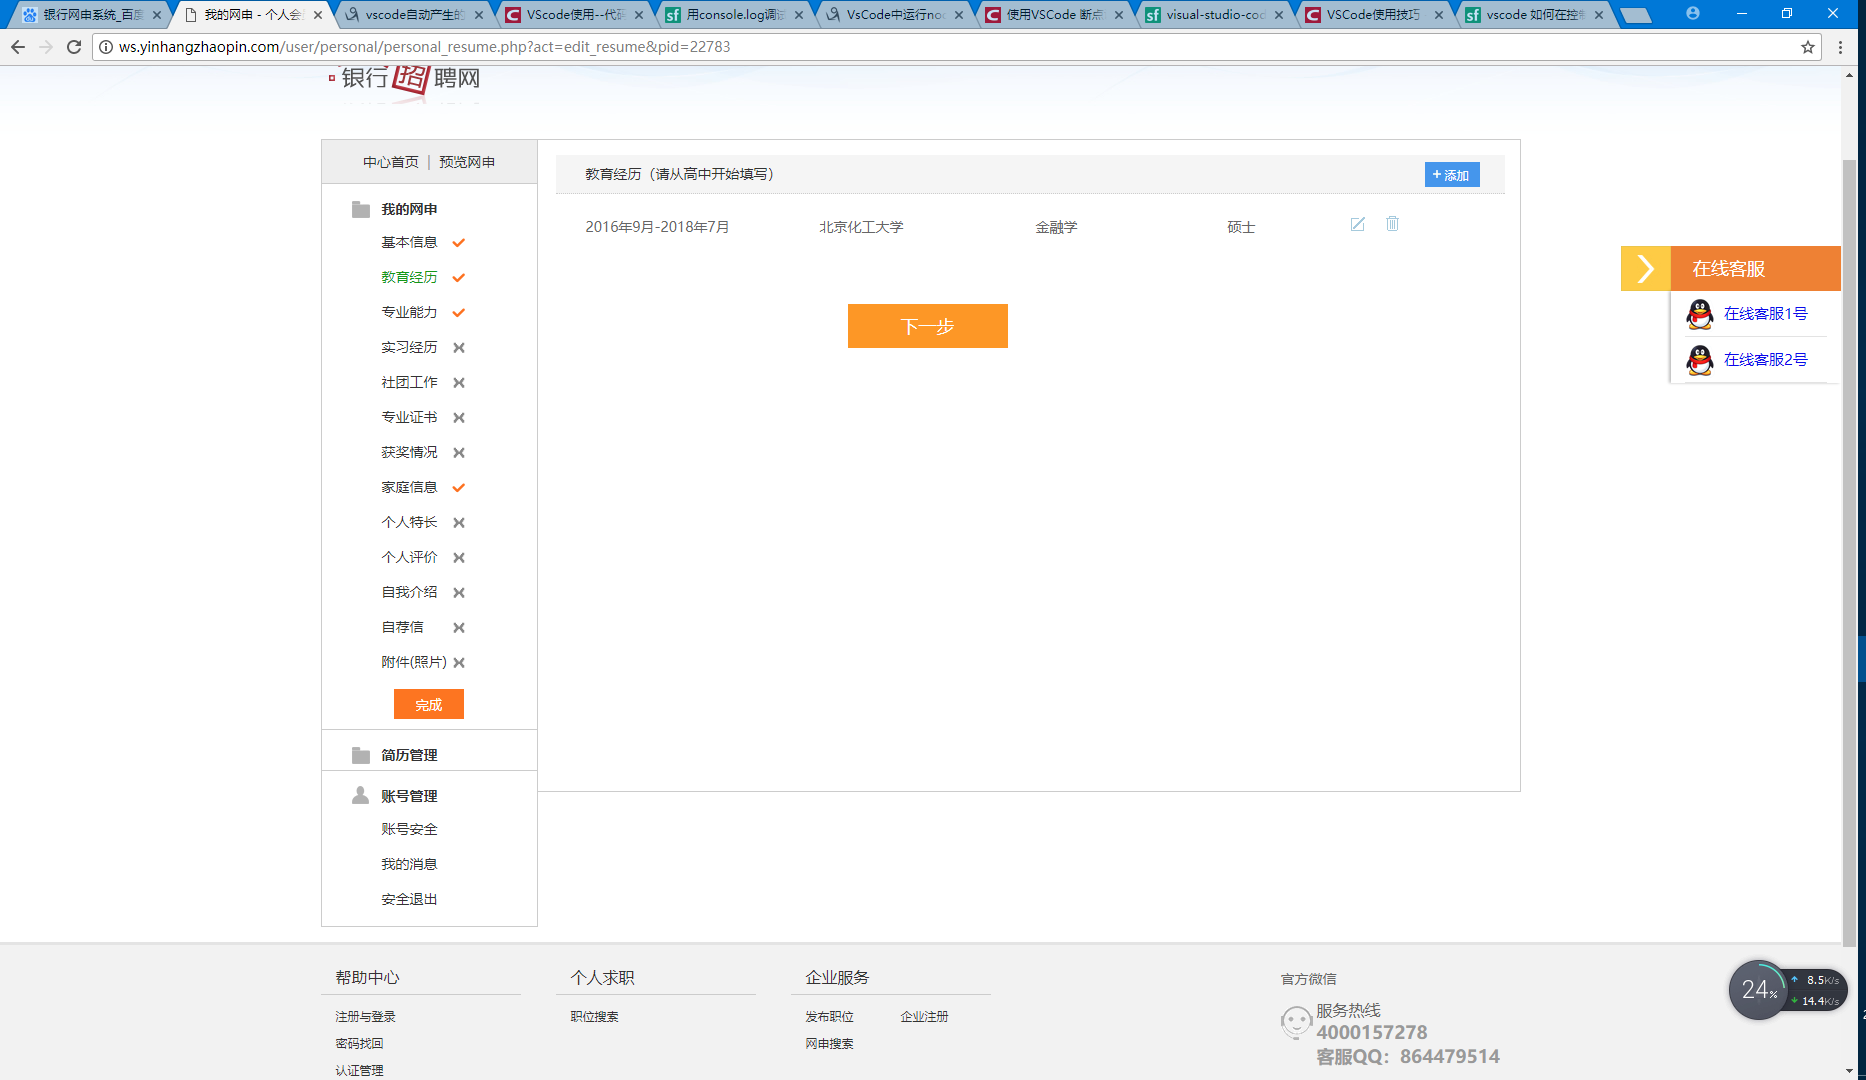 银行网申系统_百度
我的网申 - 个人会
vscode自动产生的
VScode使用--代码
用console.log调试
VsCode中运行noc
使用VSCode 断点
visual-studio-cod
VSCode使用技巧
vscode 如何在控制
ws.yinhangzhaopin.com/user/personal/personal_resume.php?act=edit_resume&pid=22783
银行招聘网
中心首页 | 预览网申
我的网申
基本信息
教育经历
专业能力
实习经历
社团工作
专业证书
获奖情况
家庭信息
个人特长
个人评价
自我介绍
自荐信
附件(照片)
完成
简历管理
账号管理
账号安全
我的消息
安全退出
教育经历（请从高中开始填写）
+ 添加
2016年9月-2018年7月 北京化工大学 金融学 硕士
下一步
在线客服
在线客服1号
在线客服2号
帮助中心
注册与登录
密码找回
认证管理
个人求职
职位搜索
企业服务
发布职位 企业注册
网申搜索
官方微信
服务热线
4000157278
客服QQ：864479514
24%
8.5K/s
14.4K/s